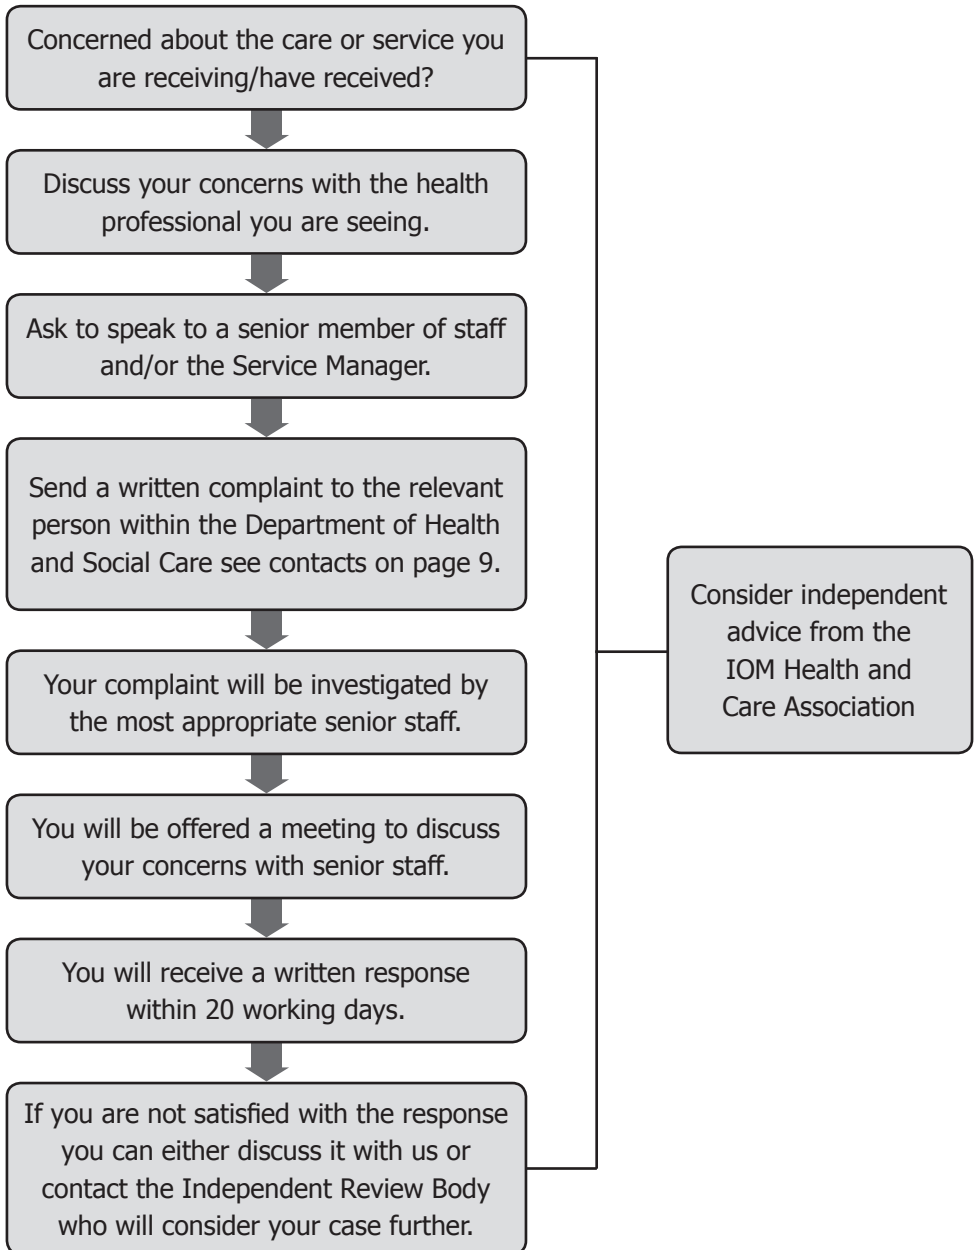 Concerned about the care or service you
are receiving/have received?
Discuss your concerns with the health
professional you are seeing.
Ask to speak to a senior member of staff
and/or the Service Manager.
Send a written complaint to the relevant
person within the Department of Health
and Social Care see contacts on page 9.
Your complaint will be investigated by
the most appropriate senior staff.
You will be offered a meeting to discuss
your concerns with senior staff.
You will receive a written response
within 20 working days.
If you are not satisfied with the response
you can either discuss it with us or
contact the Independent Review Body
who will consider your case further.
Consider independent
advice from the
IOM Health and
Care Association